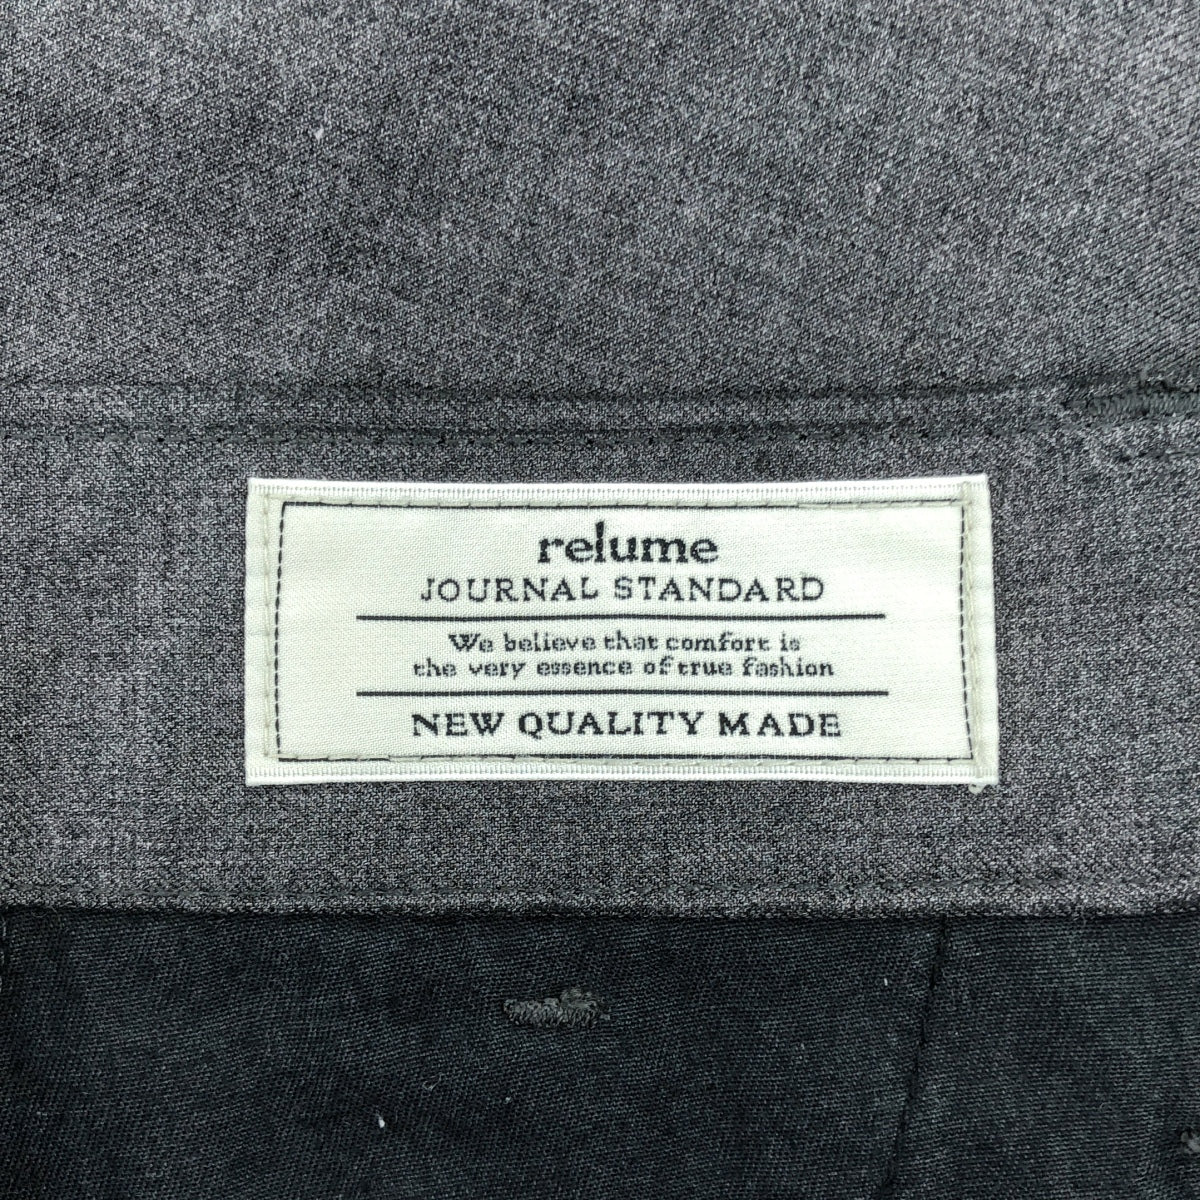 relume
JOURNAL STANDARD
We believe that comfort is
the very essence of true fashion
NEW QUALITY MADE